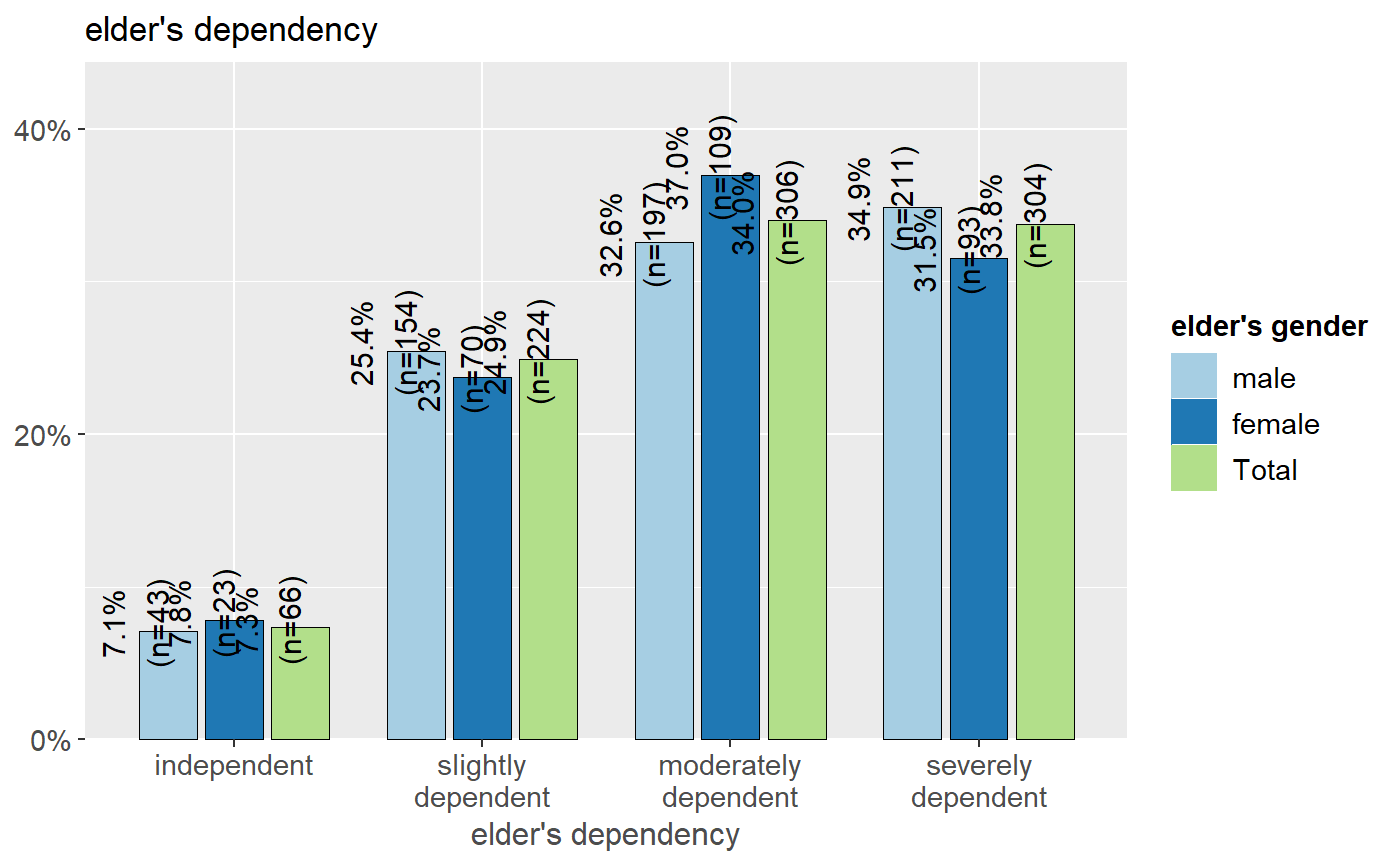 elder's dependency
40%
20%
0%
7.1%
(n=43)
7.8%
(n=23)
7.3%
(n=66)
25.4%
(n=154)
23.7%
(n=70)
24.9%
(n=224)
32.6%
(n=197)
37.0%
(n=109)
34.0%
(n=306)
34.9%
(n=211)
31.5%
(n=93)
33.8%
(n=304)
independent
slightly
dependent
moderately
dependent
severely
dependent
elder's dependency
elder's gender
male
female
Total